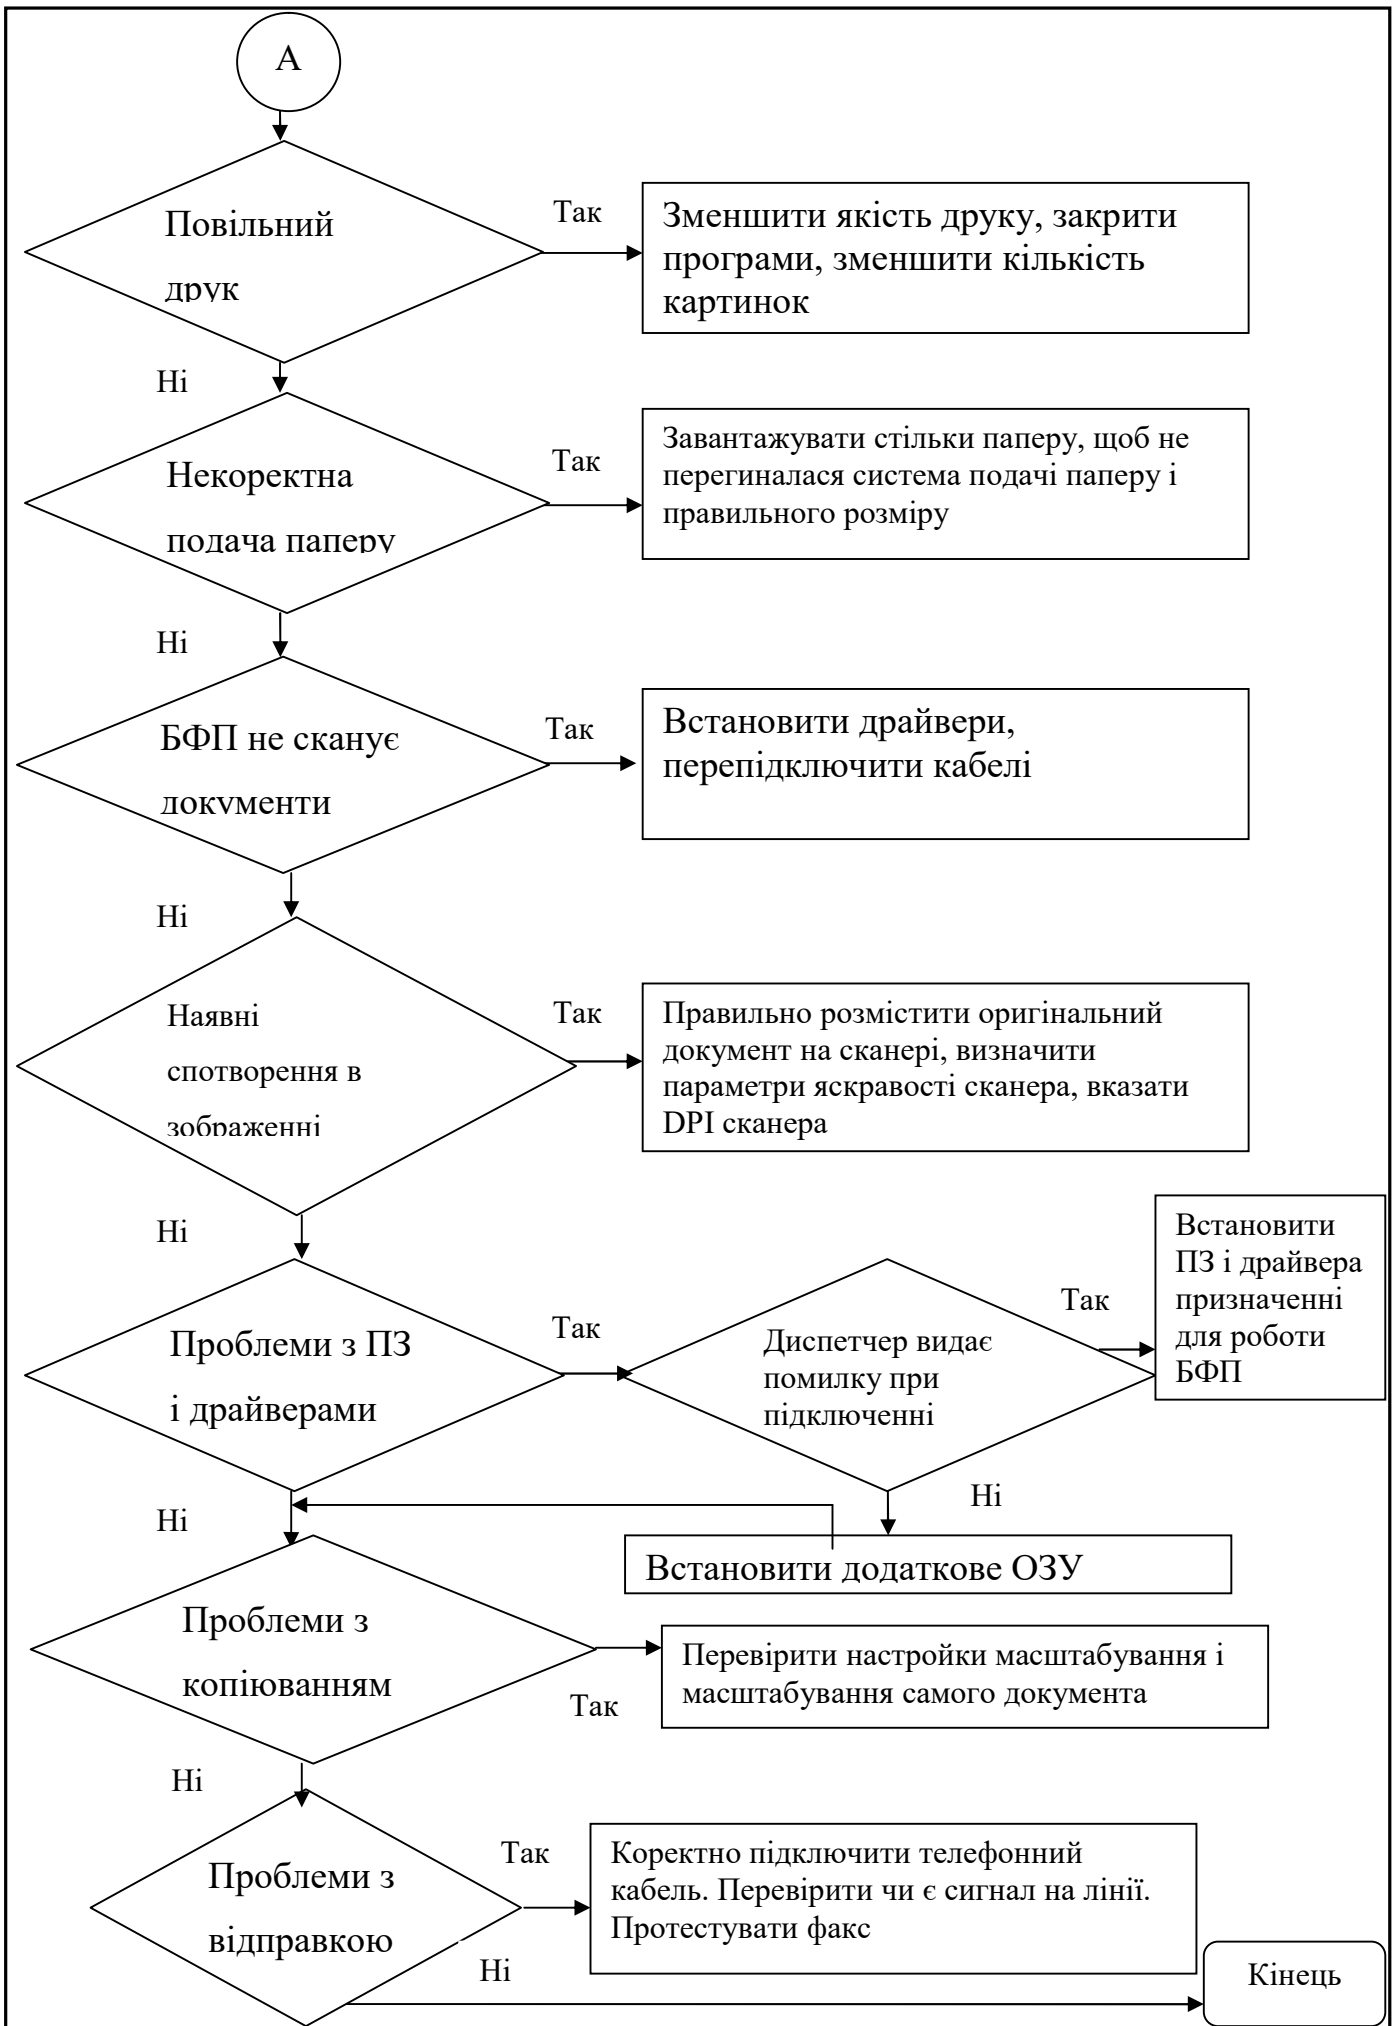 А
Повільний
друк
Так
Зменшити якість друку, закрити
програми, зменшити кількість
картинок
Ні
Некоректна
подача паперу
Так
Завантажувати стільки паперу, щоб не
перегиналася система подачі паперу і
правильного розміру
Ні
БФП не сканує
документи
Так
Встановити драйвери,
перепідключити кабелі
Ні
Наявні
спотворення в
зображенні
Так
Правильно розмістити оригінальний
документ на сканері, визначити
параметри яскравості сканера, вказати
DPI сканера
Ні
Проблеми з ПЗ
і драйверами
Так
Диспетчер видає
помилку при
підключенні
Так
Встановити
ПЗ і драйвера
призначенні
для роботи
БФП
Ні
Ні
Встановити додаткове ОЗУ
Проблеми з
копіюванням
Так
Перевірити настройки масштабування і
масштабування самого документа
Ні
Проблеми з
відправкою
Так
Коректно підключити телефонний
кабель. Перевірити чи є сигнал на лінії.
Протестувати факс
Ні
Кінець